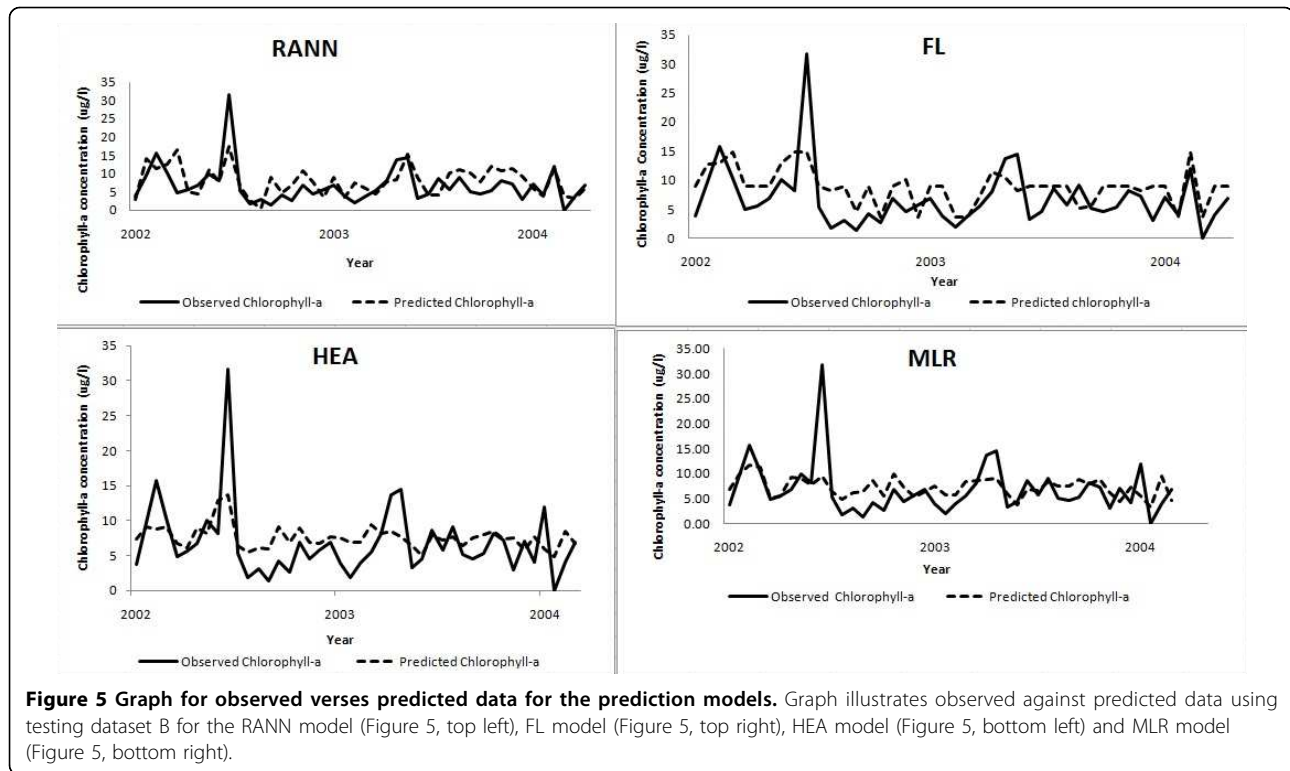 RANN
Chlorophyll-a concentration (ug/l)
35
30
25
20
15
10
5
0
2002 2003 2004
Year
Observed Chlorophyll-a Predicted Chlorophyll-a
FL
Chlorophyll-a Concentration (ug/l)
35
30
25
20
15
10
5
0
2002 2003 2004
Year
Observed Chlorophyll-a Predicted chlorophyll-a
HEA
Chlorophyll-a concentration (ug/l)
35
30
25
20
15
10
5
0
2002 2003 2004
Year
Observed Chlorophyll-a Predicted Chlorophyll-a
MLR
Chlorophyll-a concentration (ug/l)
35.00
30.00
25.00
20.00
15.00
10.00
5.00
0.00
2002 2003 2004
Year
Observed Chlorophyll-a Predicted Chlorophyll-a
Figure 5 Graph for observed verses predicted data for the prediction models. Graph illustrates observed against predicted data using
testing dataset B for the RANN model (Figure 5, top left), FL model (Figure 5, top right), HEA model (Figure 5, bottom left) and MLR model
(Figure 5, bottom right).